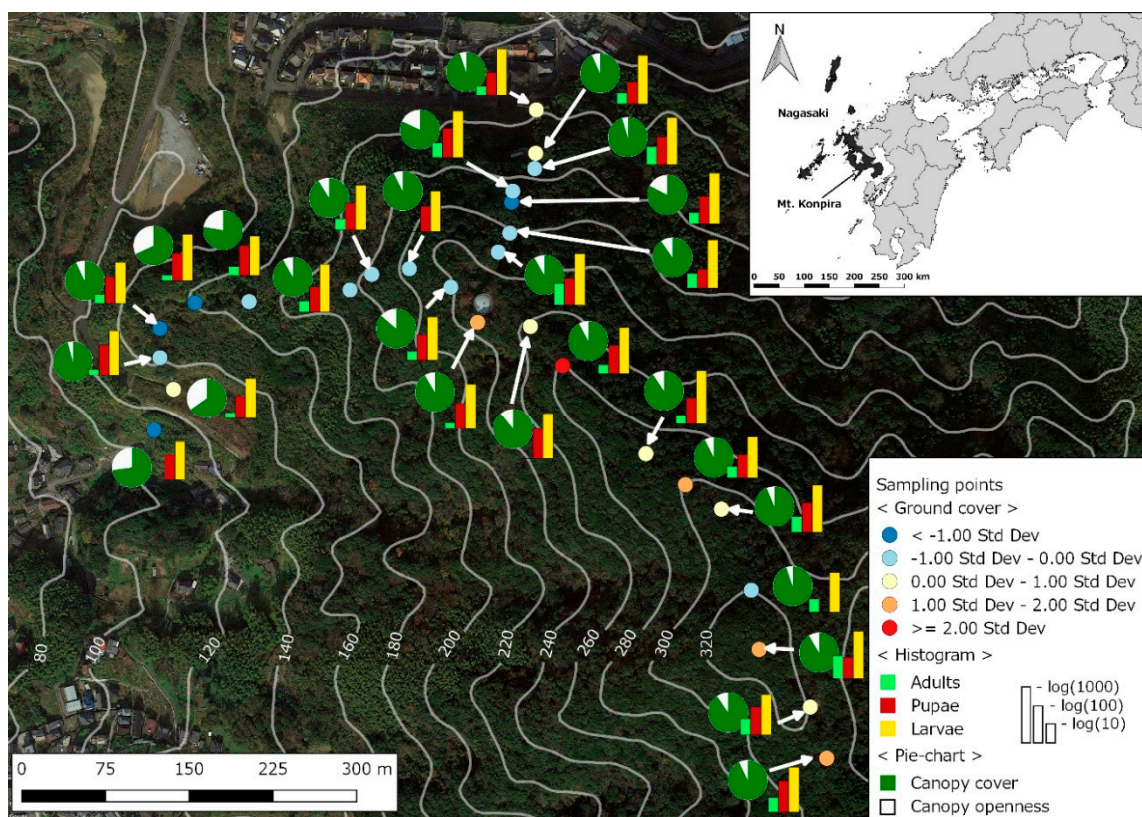 N
Nagasaki
Mt. Konpira
0 50 100 150 200 250 300 km
80
100
120
140
160
180
200
220
240
260
280
300
320
0 75 150 225 300 m
Sampling points
< Ground cover >
< -1.00 Std Dev
-1.00 Std Dev - 0.00 Std Dev
0.00 Std Dev - 1.00 Std Dev
1.00 Std Dev - 2.00 Std Dev
>= 2.00 Std Dev
< Histogram >
Adults
Pupae
Larvae
- log(1000)
- log(100)
- log(10)
< Pie-chart >
Canopy cover
Canopy openness